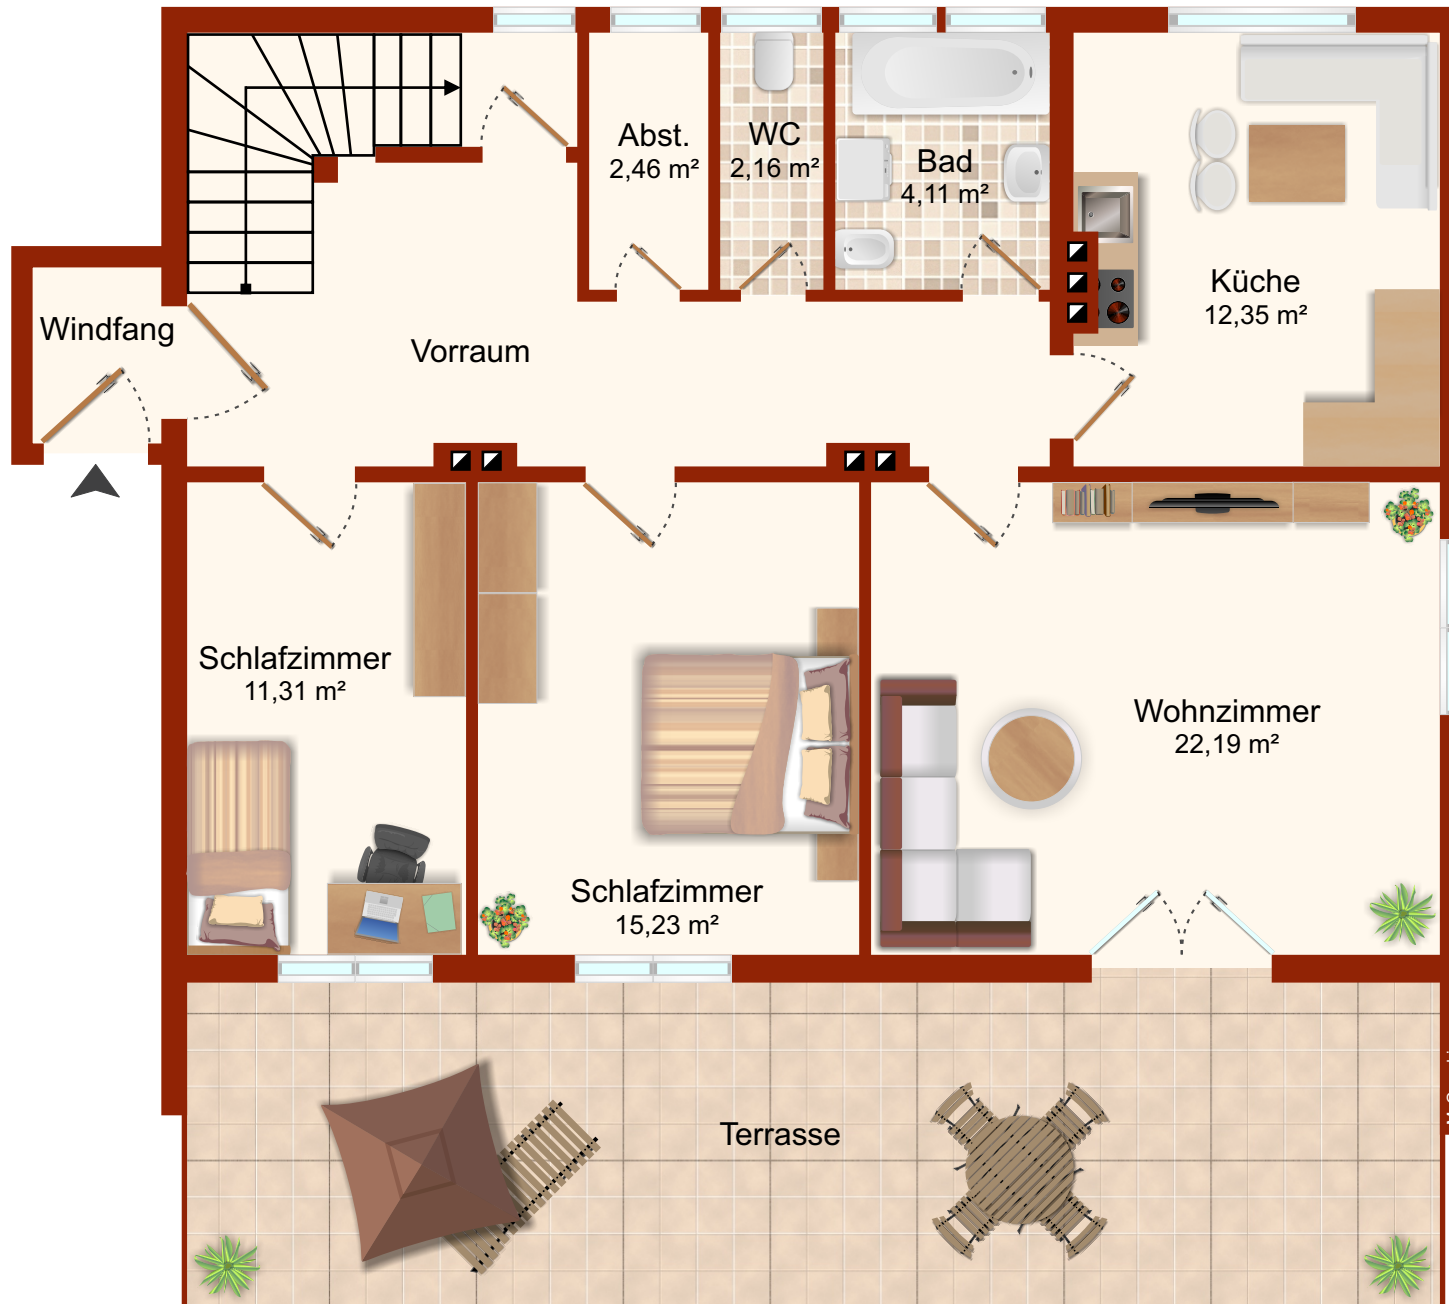 Abst.
2,46 m²
WC
2,16 m²
Bad
4,11 m²
Küche
12,35 m²
Windfang
Vorraum
Schlafzimmer
11,31 m²
Schlafzimmer
15,23 m²
Wohnzimmer
22,19 m²
Terrasse